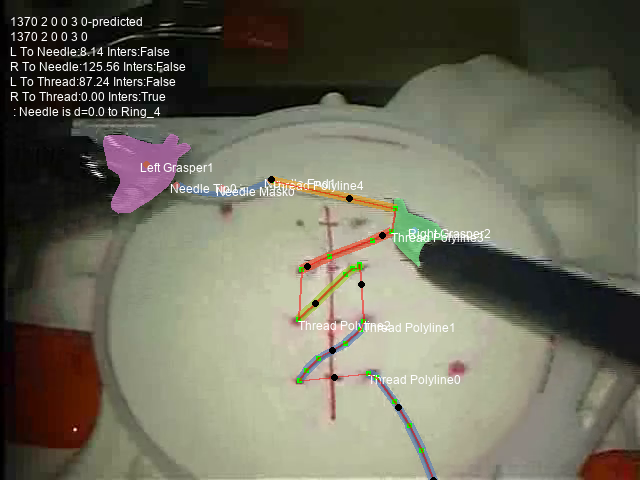 1370 2 0 0 3 0-predicted
1370 2 0 0 3 0
L To Needle:8.14 Inters:False
R To Needle:125.56 Inters:False
L To Thread:87.24 Inters:False
R To Thread:0.00 Inters:True
: Needle is d=0.0 to Ring_4
Left Grasper1
Thread Polyline4
Needle Tip0
Needle Mask0
Right Grasper2
Thread Polyline3
Thread Polyline2
Thread Polyline1
Thread Polyline0